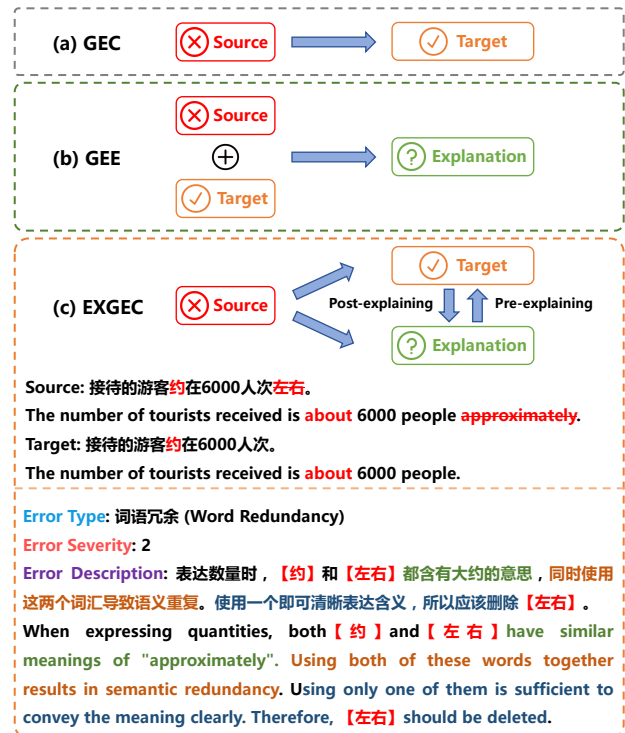 (a) GEC
Source
Target
Source
(b) GEE
Explanation
Target
Target
(c) EXGEC
Source
Post-explaining
Pre-explaining
Explanation
Source: 接待的游客约在6000人次左右。
The number of tourists received is about 6000 people approximately.
Target: 接待的游客约在6000人次。
The number of tourists received is about 6000 people.
Error Type: 词语冗余 (Word Redundancy)
Error Severity: 2
Error Description: 表达数量时，【约】和【左右】都含有大约的意思，同时使用
这两个词汇导致语义重复。使用一个即可清晰表达含义，所以应该删除【左右】。
When expressing quantities, both【约】and【左右】have similar
meanings of "approximately". Using both of these words together
results in semantic redundancy. Using only one of them is sufficient to
convey the meaning clearly. Therefore, 【左右】should be deleted.